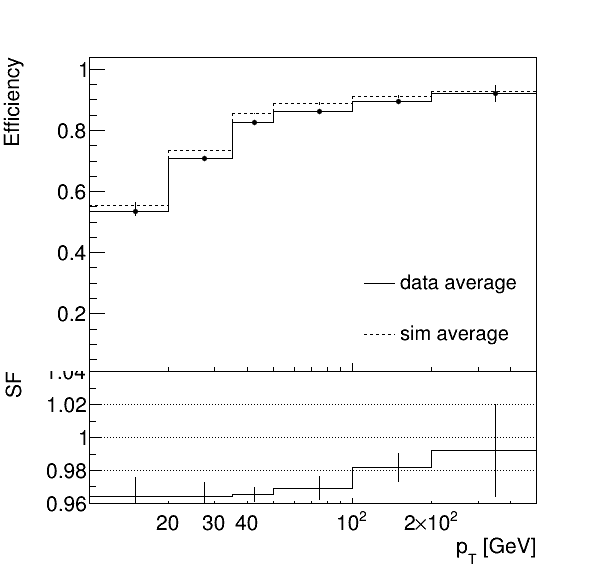 Efficiency
1
0.8
0.6
0.4
0.2
data average
sim average
SF
1.04
1.02
1
0.98
0.96
20 30 40 10² 2×10²
p_T [GeV]